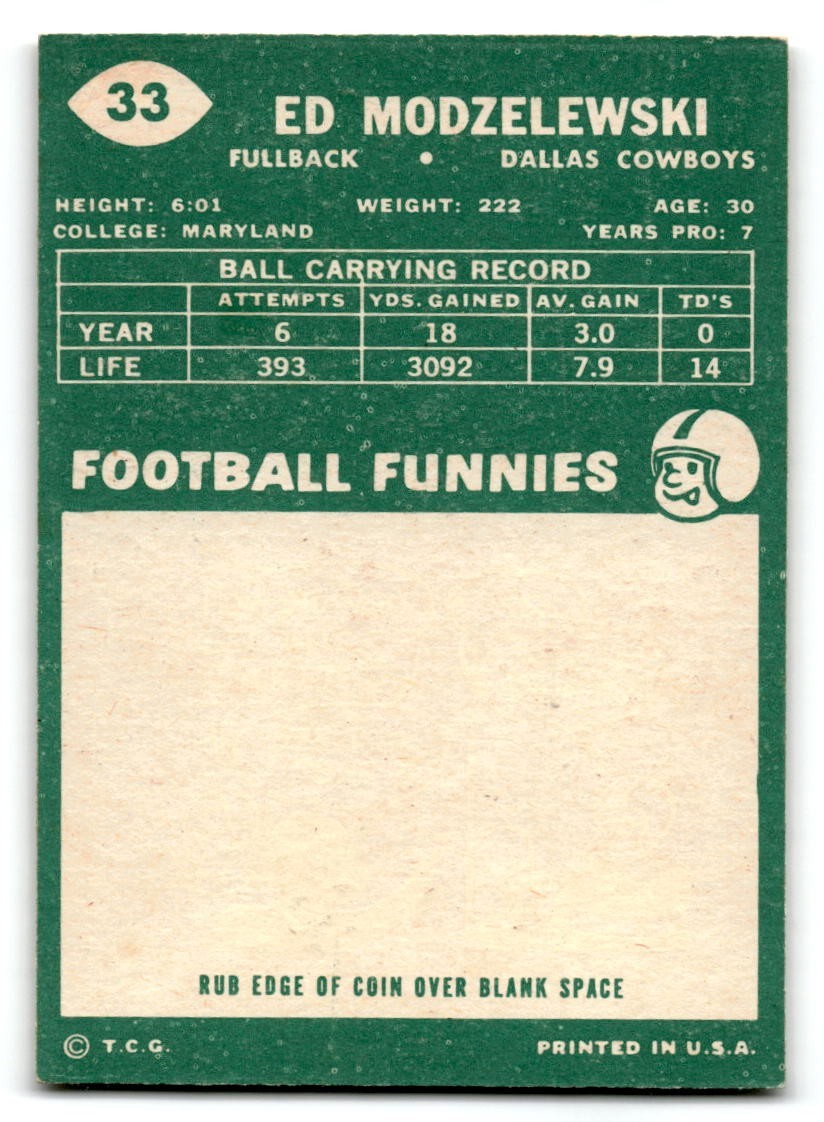 33
ED MODZELEWSKI
FULLBACK • DALLAS COWBOYS
HEIGHT: 6:01 WEIGHT: 222 AGE: 30
COLLEGE: MARYLAND YEARS PRO: 7
BALL CARRYING RECORD
ATTEMPTS YDS. GAINED AV. GAIN TD'S
YEAR 6 18 3.0 0
LIFE 393 3092 7.9 14
FOOTBALL FUNNIES
RUB EDGE OF COIN OVER BLANK SPACE
© T.C.G. PRINTED IN U.S.A.